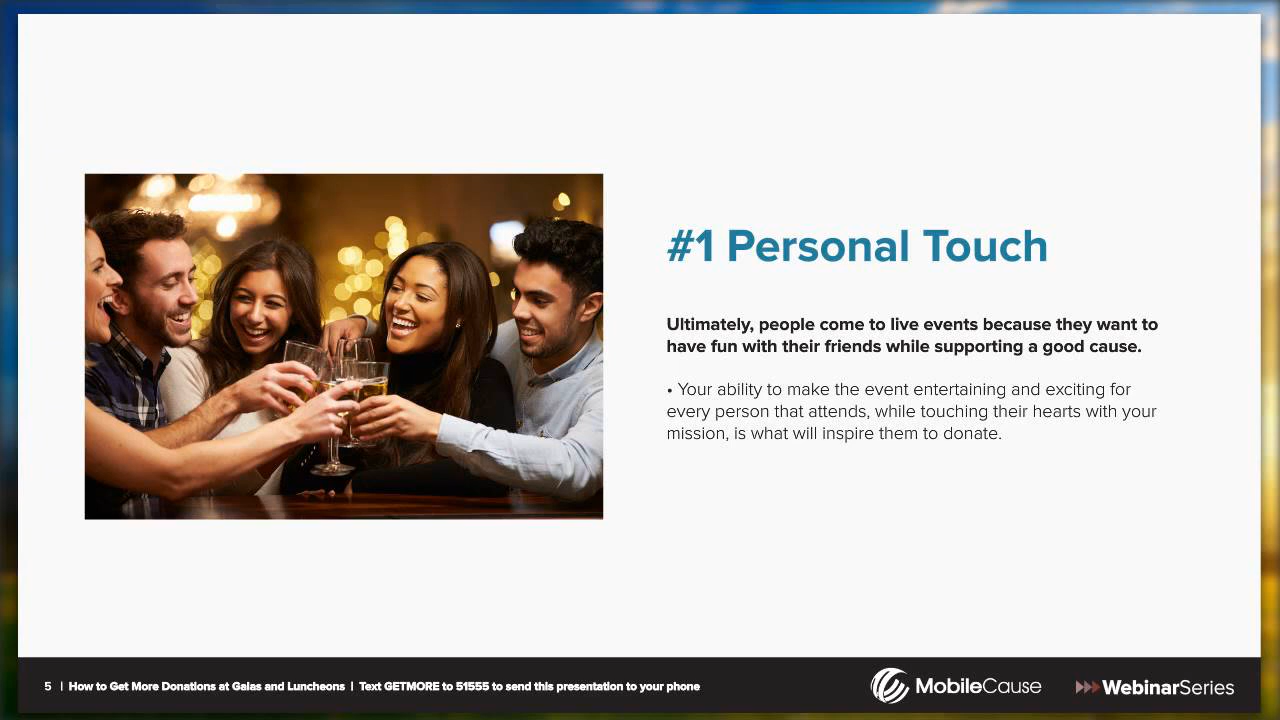 #1 Personal Touch
Ultimately, people come to live events because they want to
have fun with their friends while supporting a good cause.
• Your ability to make the event entertaining and exciting for
every person that attends, while touching their hearts with your
mission, is what will inspire them to donate.
5 | How to Get More Donations at Galas and Luncheons | Text GETMORE to 51555 to send this presentation to your phone
MobileCause
WebinarSeries